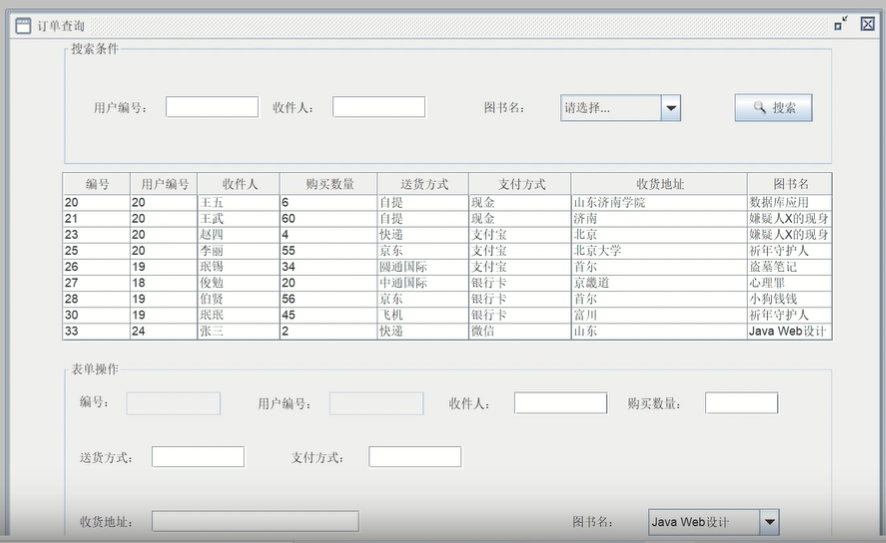 订单查询
搜索条件
用户编号： 收件人： 图书名： 请选择... 搜索
编号 用户编号 收件人 购买数量 送货方式 支付方式 收货地址 图书名
20 20 王五 6 自提 现金 山东济南学院 数据库应用
21 20 王武 60 自提 现金 济南 嫌疑人X的现身
23 20 赵四 4 快递 支付宝 北京 嫌疑人X的现身
25 20 李丽 55 京东 支付宝 北京大学 祈年守护人
26 19 珉锡 34 圆通国际 支付宝 首尔 盗墓笔记
27 18 俊勉 20 中通国际 银行卡 京畿道 心理罪
28 19 伯贤 56 京东 银行卡 首尔 小狗钱钱
30 19 珉珉 45 飞机 银行卡 富川 祈年守护人
33 24 张三 2 快递 微信 山东 Java Web设计
表单操作
编号： 用户编号： 收件人： 购买数量：
送货方式： 支付方式：
收货地址： 图书名： Java Web设计